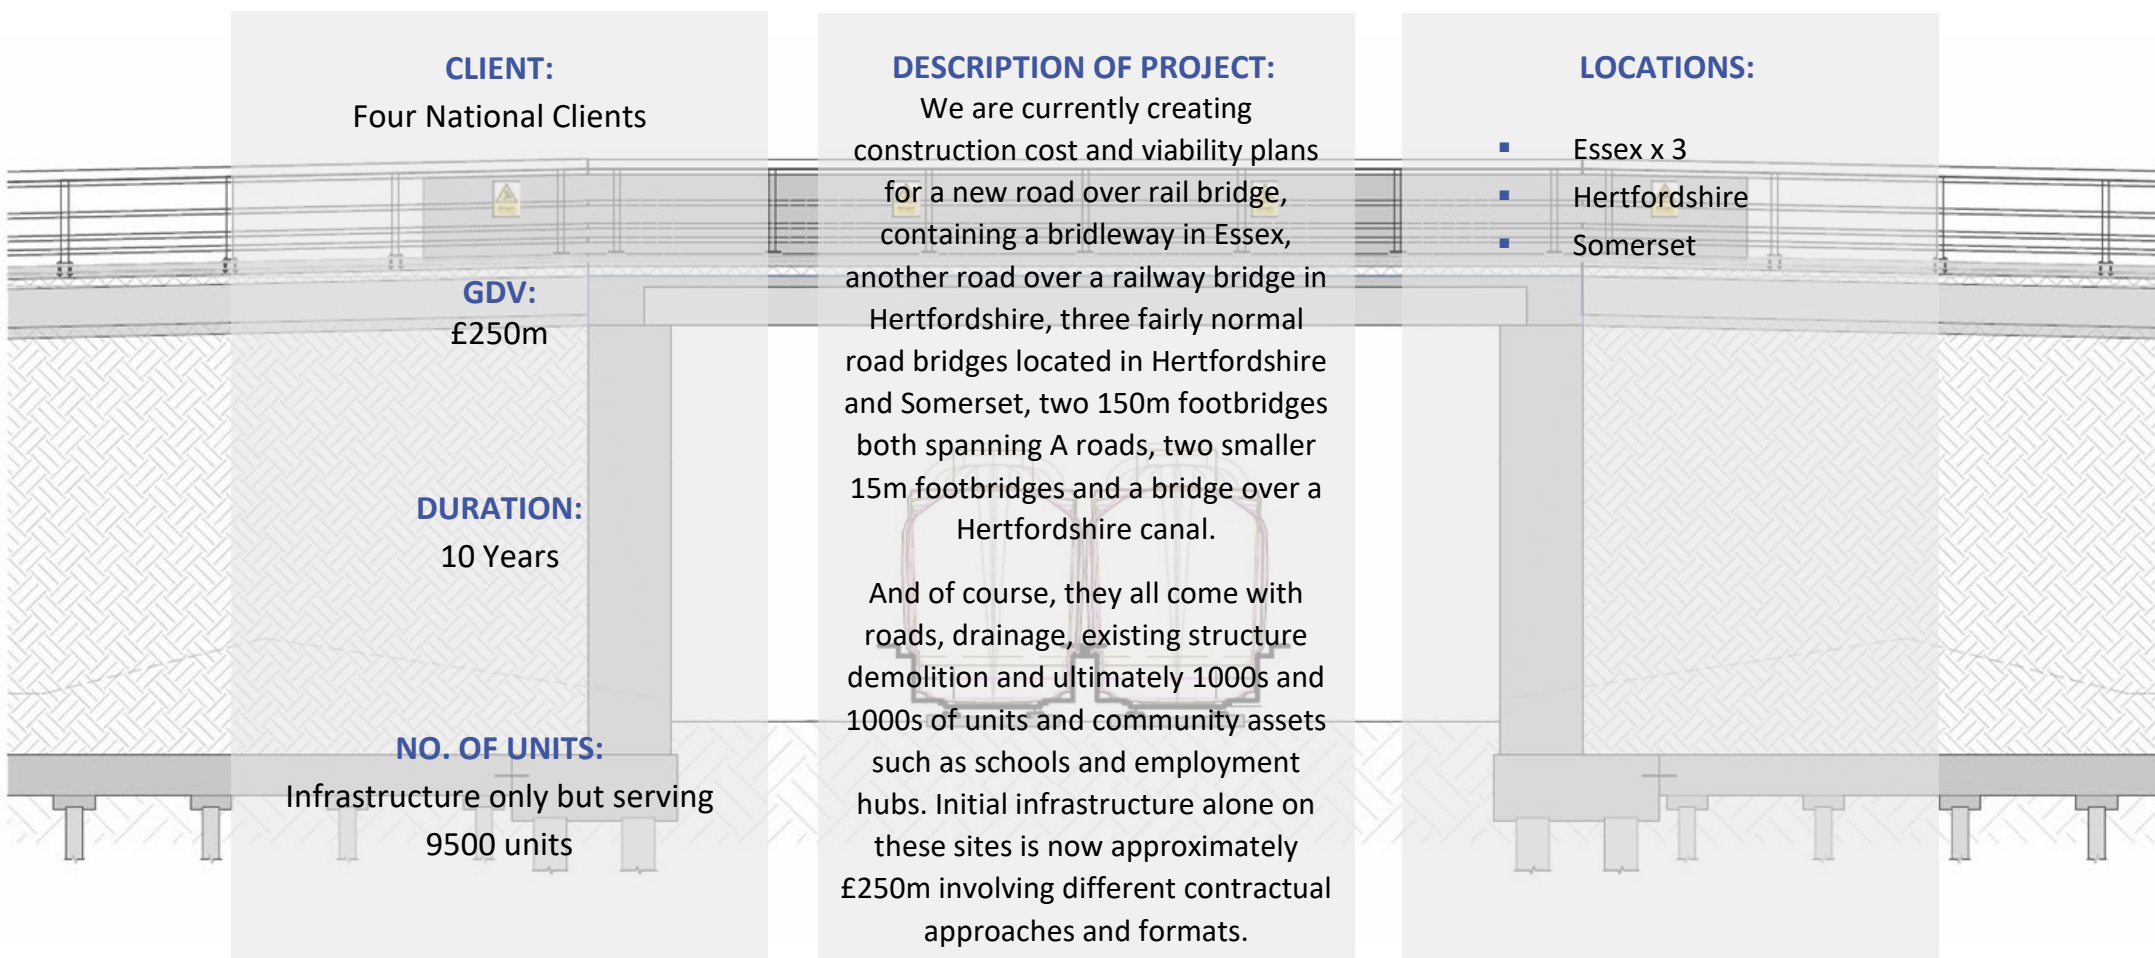 CLIENT:
Four National Clients
GDV:
£250m
DURATION:
10 Years
NO. OF UNITS:
Infrastructure only but serving
9500 units
DESCRIPTION OF PROJECT:
We are currently creating
construction cost and viability plans
for a new road over rail bridge,
containing a bridleway in Essex,
another road over a railway bridge in
Hertfordshire, three fairly normal
road bridges located in Hertfordshire
and Somerset, two 150m footbridges
both spanning A roads, two smaller
15m footbridges and a bridge over a
Hertfordshire canal.
And of course, they all come with
roads, drainage, existing structure
demolition and ultimately 1000s and
1000s of units and community assets
such as schools and employment
hubs. Initial infrastructure alone on
these sites is now approximately
£250m involving different contractual
approaches and formats.
LOCATIONS:
▪ Essex x 3
▪ Hertfordshire
▪ Somerset